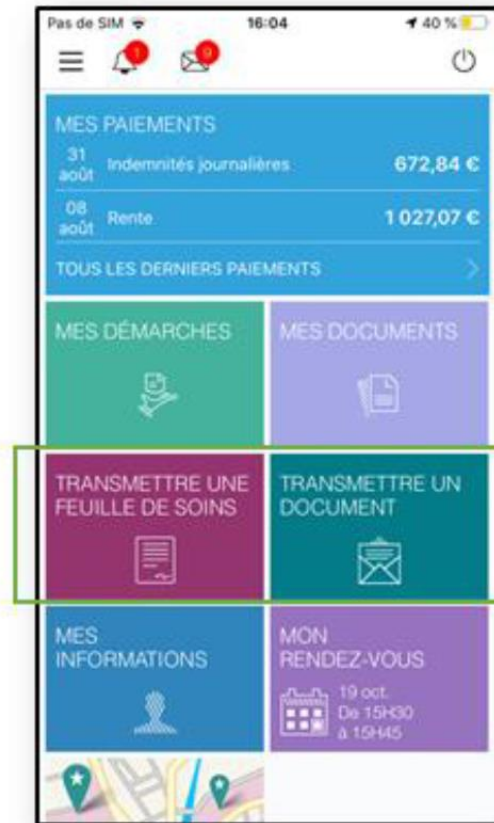 Pas de SIM 16:04 40 %
1 9
MES PAIEMENTS
31 août Indemnités journalières 672,84 €
08 août Rente 1 027,07 €
TOUS LES DERNIERS PAIEMENTS
MES DÉMARCHES
MES DOCUMENTS
TRANSMETTRE UNE
FEUILLE DE SOINS
TRANSMETTRE UN
DOCUMENT
MES
INFORMATIONS
MON
RENDEZ-VOUS
19 oct.
De 15H30
à 15H45